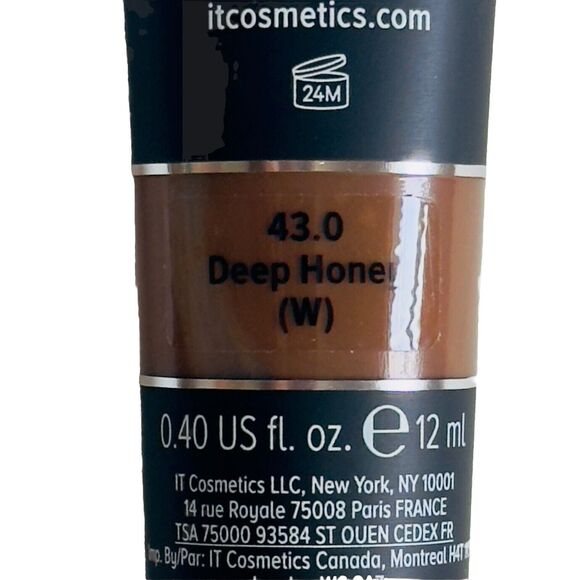 itcosmetics.com
24M
43.0
Deep Honey
(W)
0.40 US fl. oz. ℮ 12 ml
IT Cosmetics LLC, New York, NY 10001
14 rue Royale 75008 Paris FRANCE
TSA 75000 93584 ST OUEN CEDEX FR
Imp. By/Par: IT Cosmetics Canada, Montreal H4T